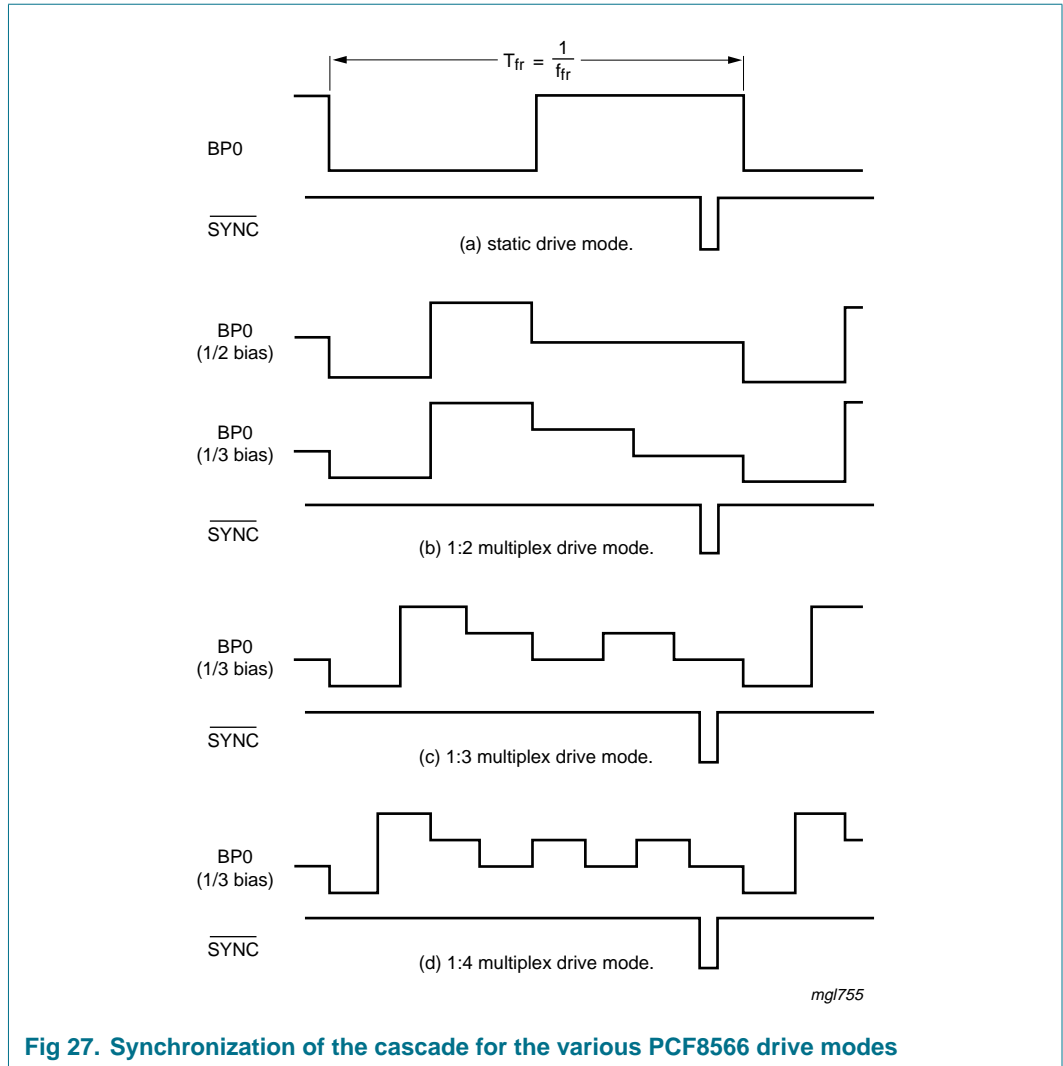 Tfr = 1/ffr
BP0
SYNC
(a) static drive mode.
BP0
(1/2 bias)
BP0
(1/3 bias)
SYNC
(b) 1:2 multiplex drive mode.
BP0
(1/3 bias)
SYNC
(c) 1:3 multiplex drive mode.
BP0
(1/3 bias)
SYNC
(d) 1:4 multiplex drive mode.
mgl755
Fig 27. Synchronization of the cascade for the various PCF8566 drive modes